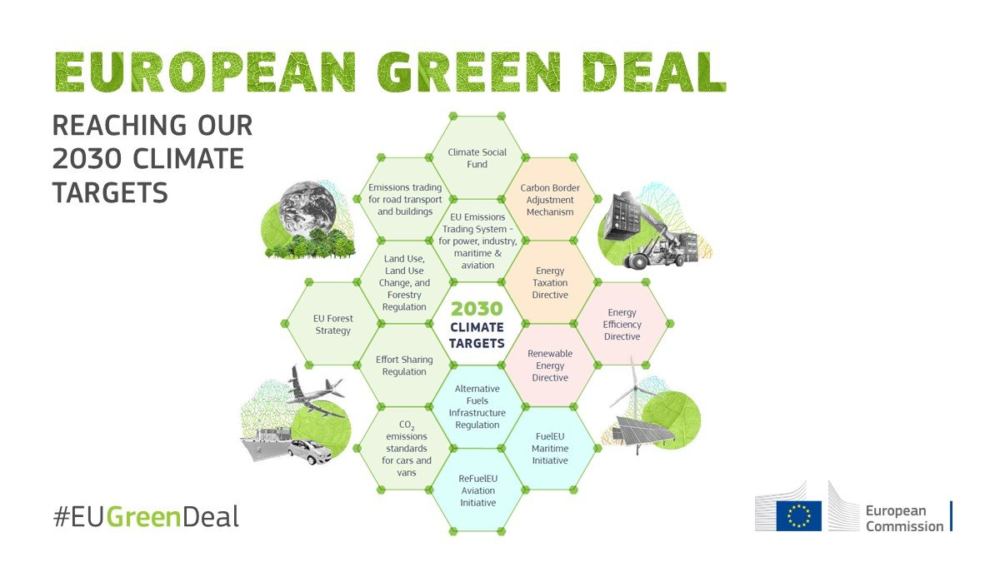 EUROPEAN GREEN DEAL
REACHING OUR
2030 CLIMATE
TARGETS
Climate Social
Fund
Emissions trading
for road transport
and buildings
Carbon Border
Adjustment
Mechanism
EU Emissions
Trading System –
for power, industry,
maritime &
aviation
Land Use,
Land Use
Change, and
Forestry
Regulation
Energy
Taxation
Directive
EU Forest
Strategy
2030
CLIMATE
TARGETS
Energy
Efficiency
Directive
Effort Sharing
Regulation
Renewable
Energy
Directive
Alternative
Fuels
Infrastructure
Regulation
CO₂
emissions
standards
for cars and
vans
FuelEU
Maritime
Initiative
ReFuelEU
Aviation
Initiative
#EUGreenDeal
European
Commission